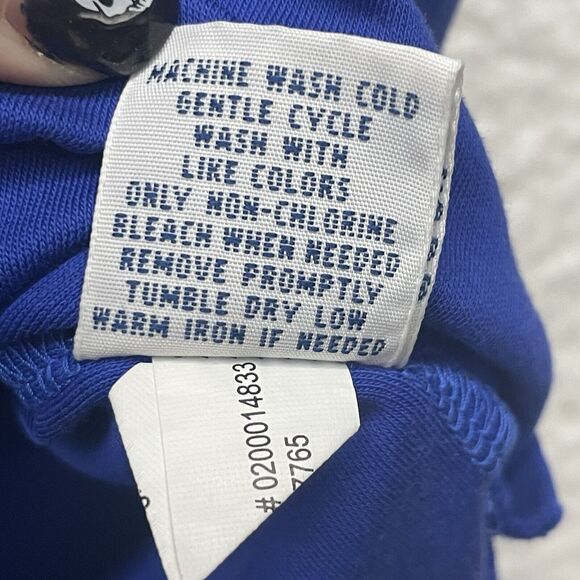 MACHINE WASH COLD
GENTLE CYCLE
WASH WITH
LIKE COLORS
ONLY NON-CHLORINE
BLEACH WHEN NEEDED
REMOVE PROMPTLY
TUMBLE DRY LOW
WARM IRON IF NEEDED
# 0200014833
7765